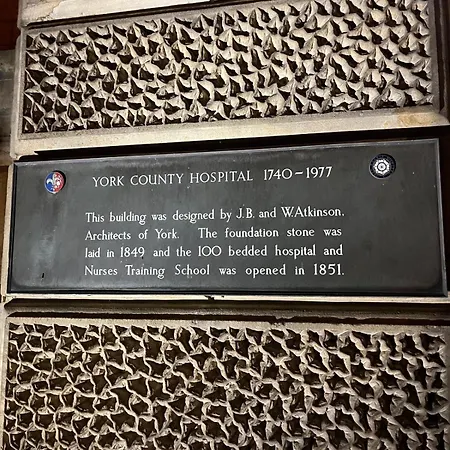 YORK COUNTY HOSPITAL 1740-1977
This building was designed by J.B. and W.Atkinson.
Architects of York. The foundation stone was
laid in 1849 and the 100 bedded hospital and
Nurses Training School was opened in 1851.